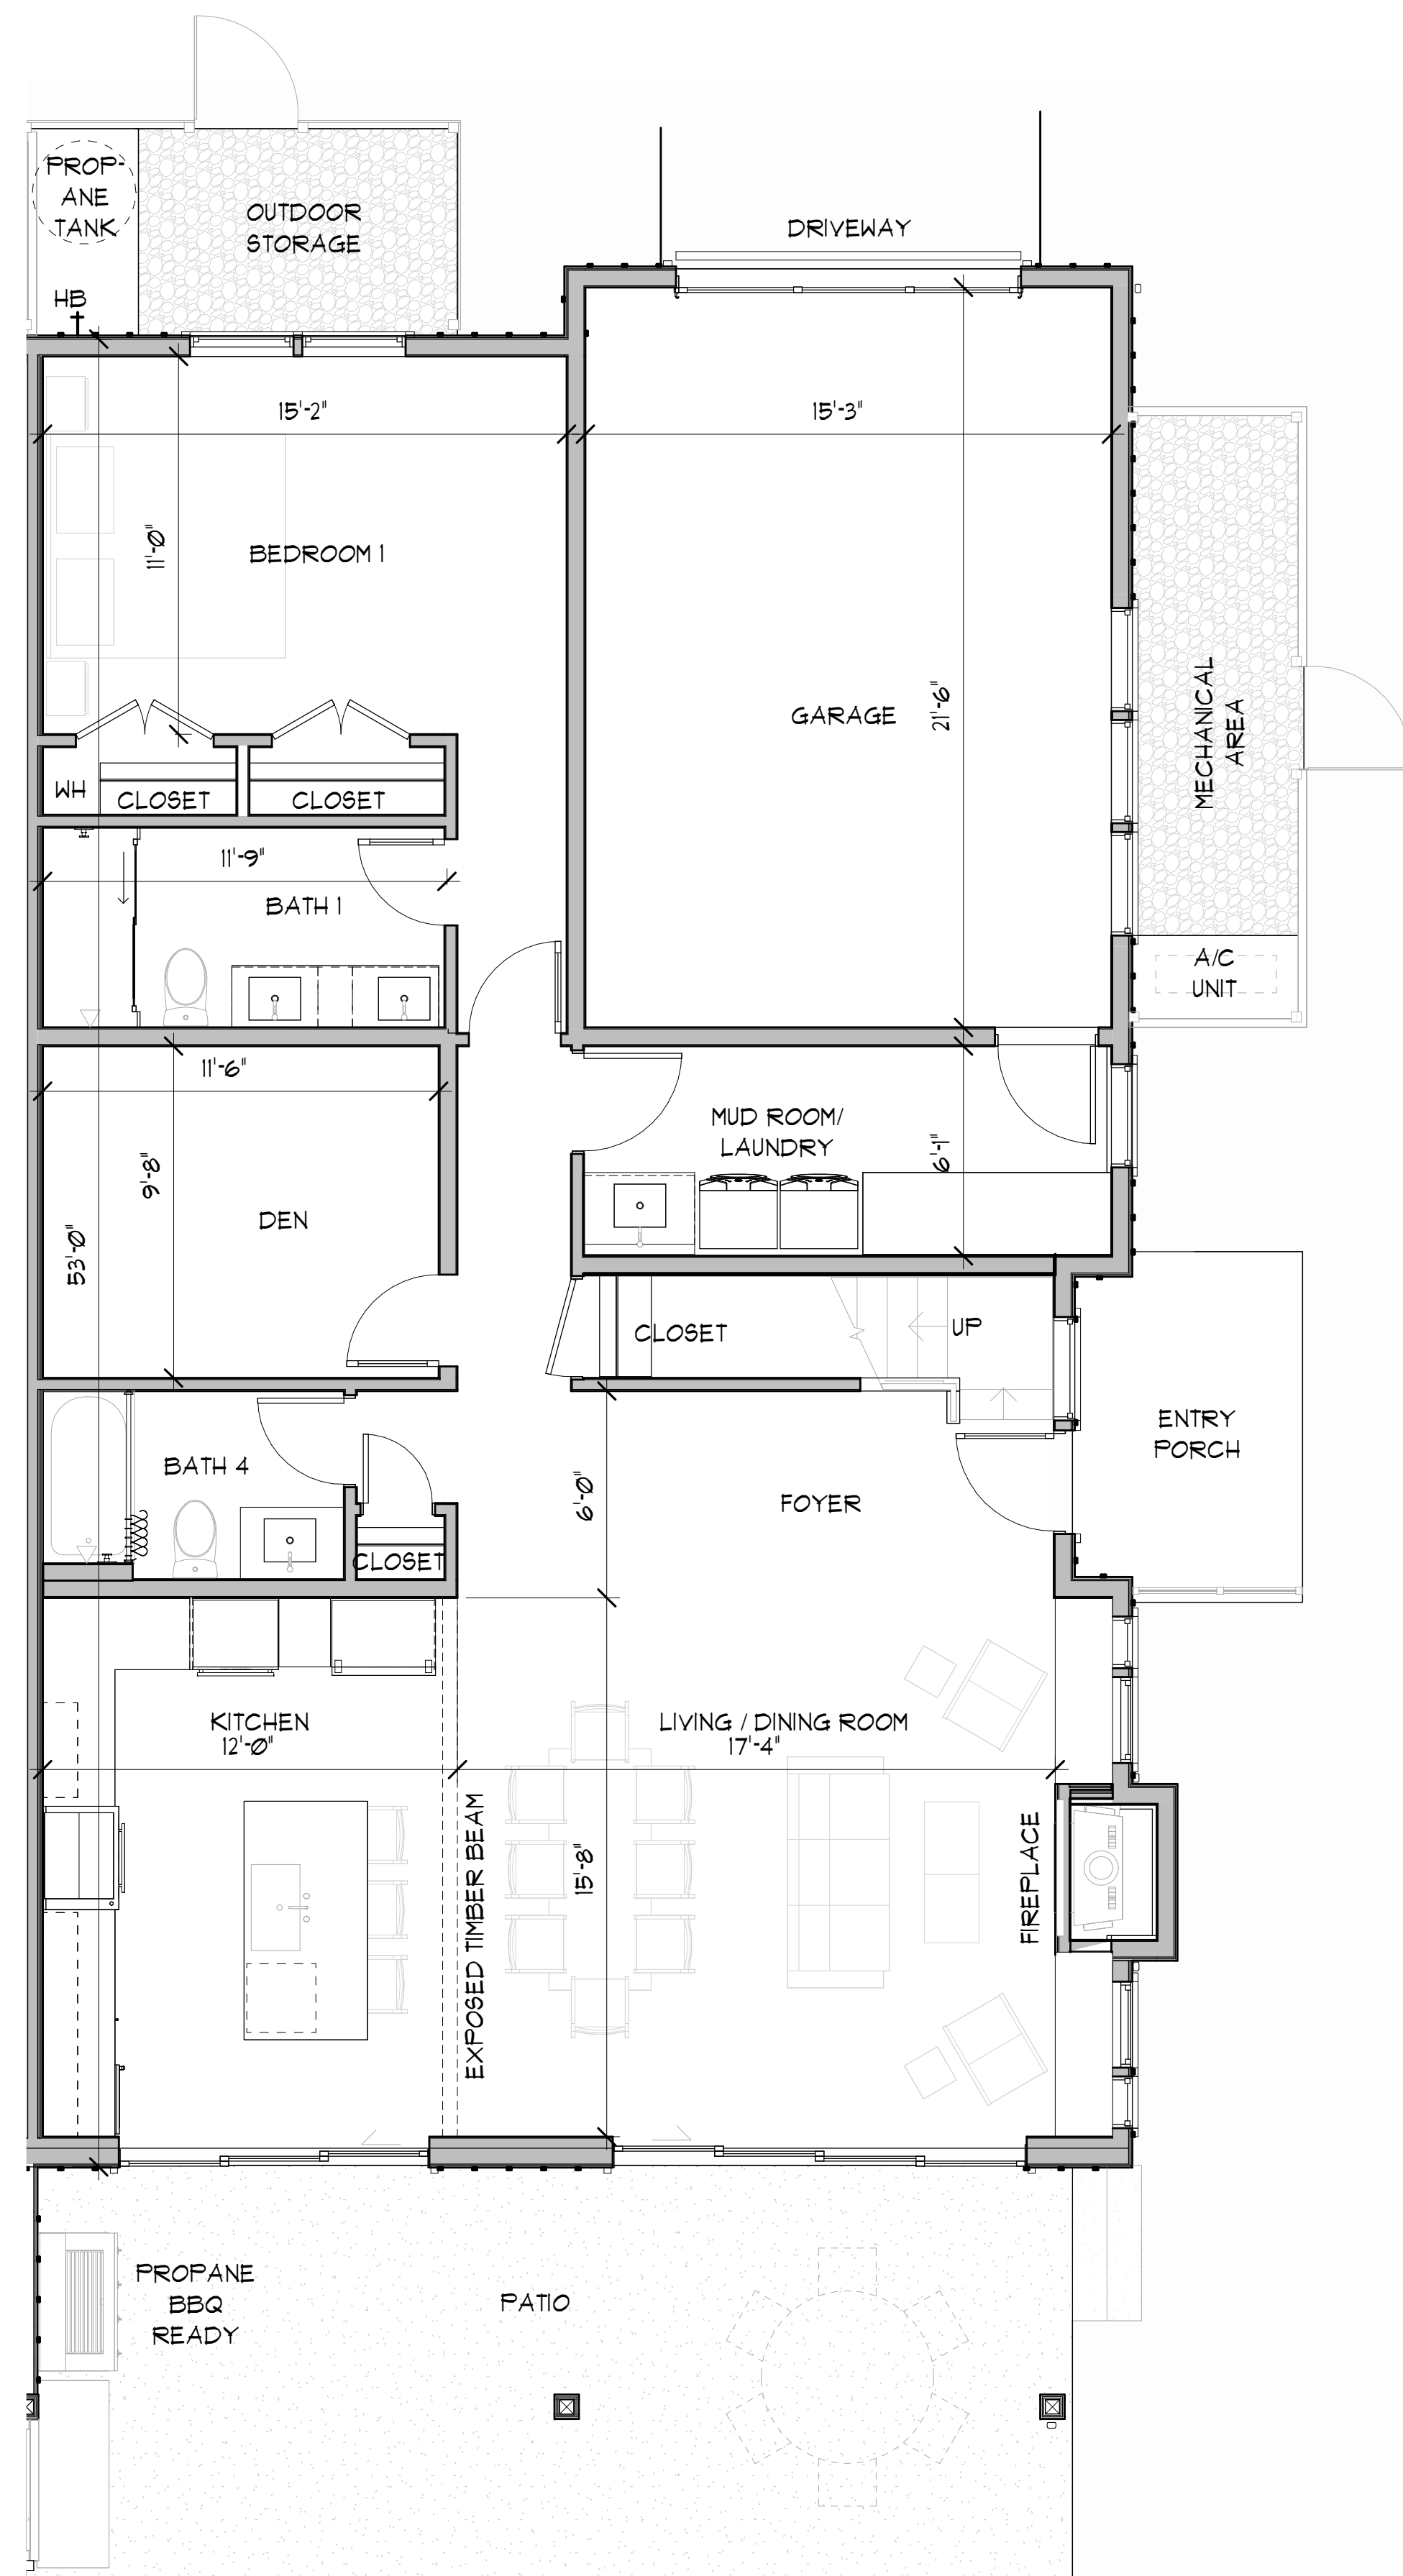 PROP-
ANE
TANK
OUTDOOR
STORAGE
DRIVEWAY
HB
15'-2"
15'-3"
11'-0"
BEDROOM 1
GARAGE
21'-6"
MECHANICAL
AREA
WH
CLOSET
CLOSET
11'-9"
BATH 1
A/C
UNIT
11'-6"
MUD ROOM/
LAUNDRY
6'-1"
9'-8"
DEN
53'-0"
CLOSET
UP
ENTRY
PORCH
BATH 4
6'-0"
FOYER
CLOSET
KITCHEN
12'-0"
LIVING / DINING ROOM
17'-4"
EXPOSED TIMBER BEAM
15'-8"
FIREPLACE
PROPANE
BBQ
READY
PATIO